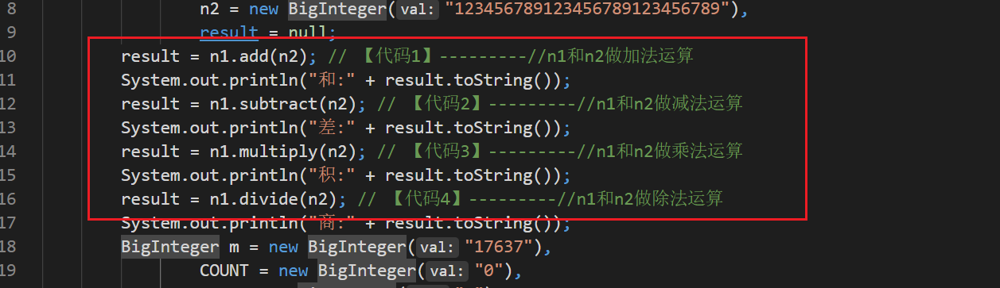 8 n2 = new BigInteger( val: "1234567891234567891234567​89"),
9 result = null;
10 result = n1.add(n2); // 【代码1】---------//n1和n2做加法运算
11 System.out.println("和:" + result.toString());
12 result = n1.subtract(n2); // 【代码2】---------//n1和n2做减法运算
13 System.out.println("差:" + result.toString());
14 result = n1.multiply(n2); // 【代码3】---------//n1和n2做乘法运算
15 System.out.println("积:" + result.toString());
16 result = n1.divide(n2); // 【代码4】---------//n1和n2做除法运算
17 System.out.println("商:" + result.toString());
18 BigInteger m = new BigInteger( val: "17637"),
19 COUNT = new BigInteger( val: "0"),